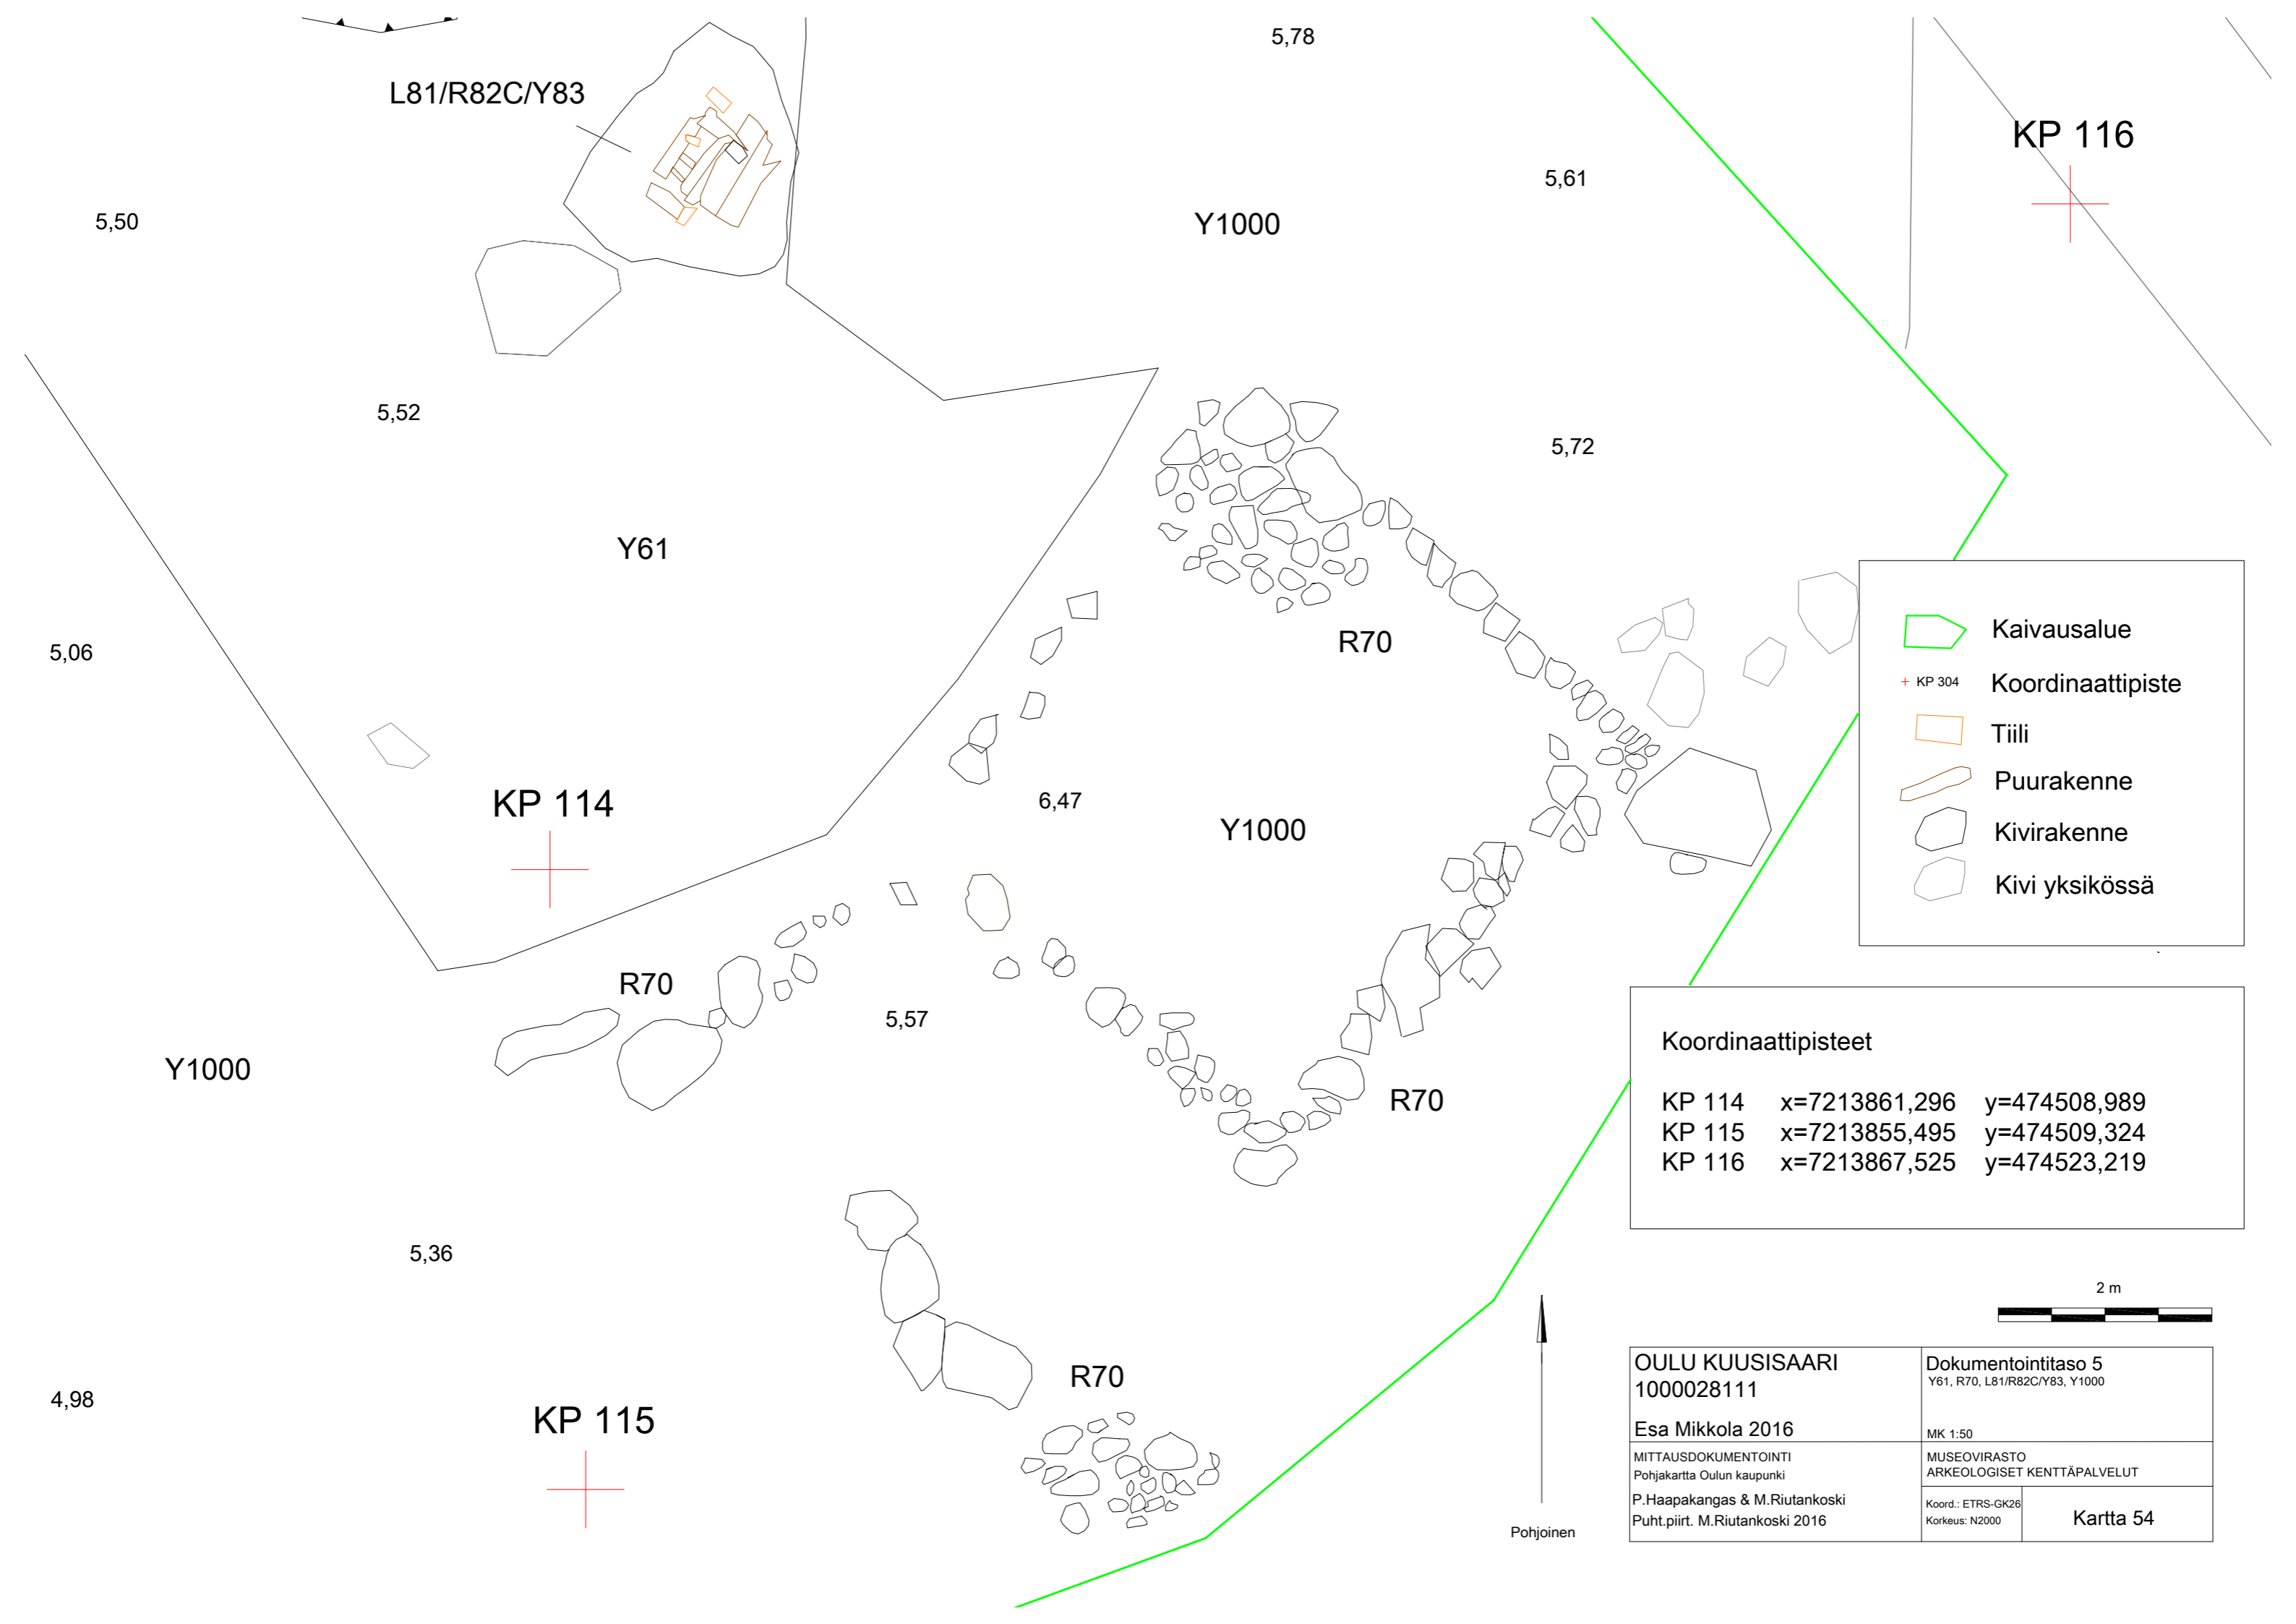 5,78
L81/R82C/Y83
KP 116
5,61
5,50
Y1000
5,52
5,72
Y61
R70
5,06
KP 114
6,47
Y1000
R70
5,57
Y1000
R70
5,36
R70
4,98
KP 115
Kaivausalue
KP 304 Koordinaattipiste
Tiili
Puurakenne
Kivirakenne
Kivi yksikössä
Koordinaattipisteet
KP 114 x=7213861,296 y=474508,989
KP 115 x=7213855,495 y=474509,324
KP 116 x=7213867,525 y=474523,219
2 m
Pohjoinen
OULU KUUSISAARI
1000028111
Esa Mikkola 2016
Dokumentointitaso 5
Y61, R70, L81/R82C/Y83, Y1000
MK 1:50
MITTAUSDOKUMENTOINTI
Pohjakartta Oulun kaupunki
P.Haapakangas & M.Riutankoski
Puht.piirt. M.Riutankoski 2016
MUSEOVIRASTO
ARKEOLOGISET KENTTÄPALVELUT
Koord.: ETRS-GK26
Korkeus: N2000
Kartta 54